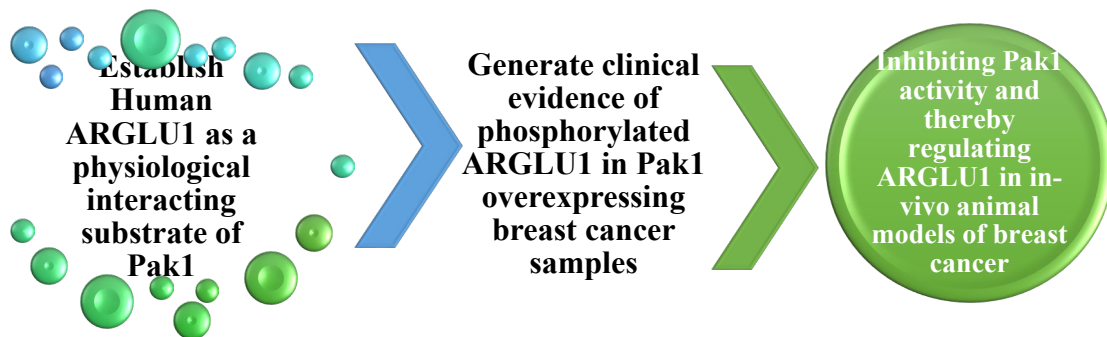 Establish
Human
ARGLU1 as a
physiological
interacting
substrate of
Pak1
Generate clinical
evidence of
phosphorylated
ARGLU1 in Pak1
overexpressing
breast cancer
samples
Inhibiting Pak1
activity and
thereby
regulating
ARGLU1 in in-
vivo animal
models of breast
cancer